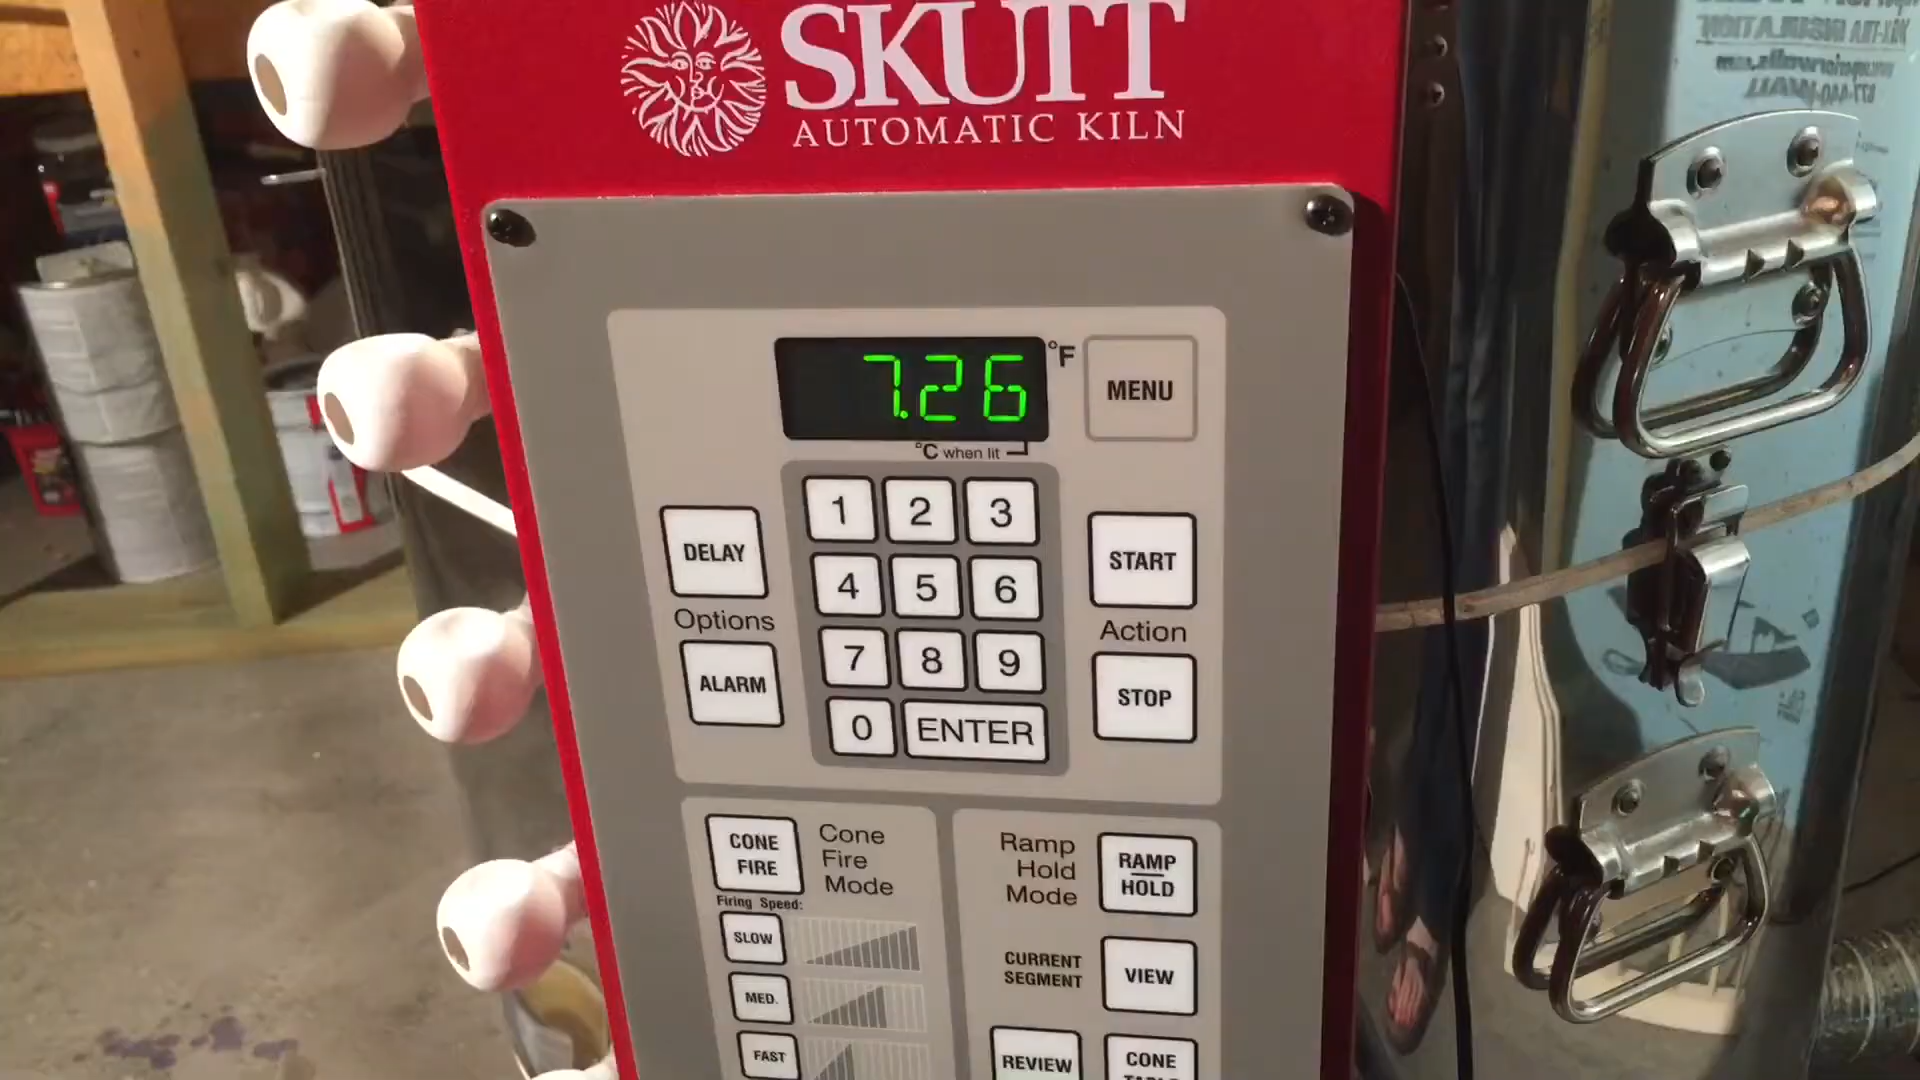 SKUTT
AUTOMATIC KILN
7.26
°F
MENU
°C when lit
1 2 3
DELAY
START
4 5 6
Options
Action
7 8 9
ALARM
STOP
0 ENTER
CONE
FIRE
Cone
Fire
Mode
Firing Speed:
SLOW
MED.
FAST
Ramp
Hold
Mode
RAMP
HOLD
CURRENT
SEGMENT
VIEW
REVIEW
CONE